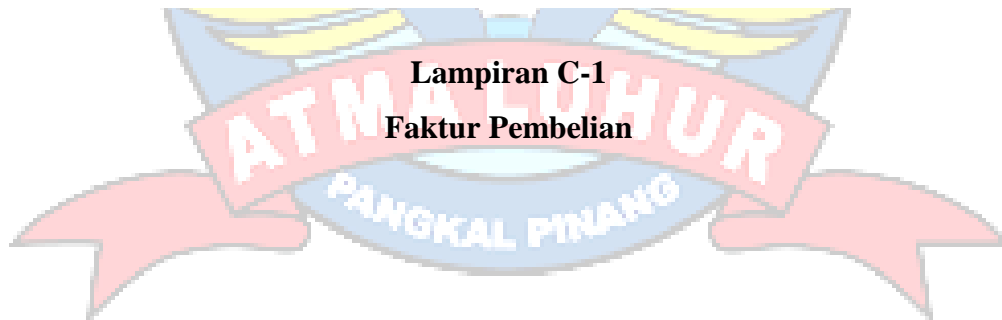 Lampiran C-1
Faktur Pembelian
ATMA LUHUR
PANGKAL PINANG